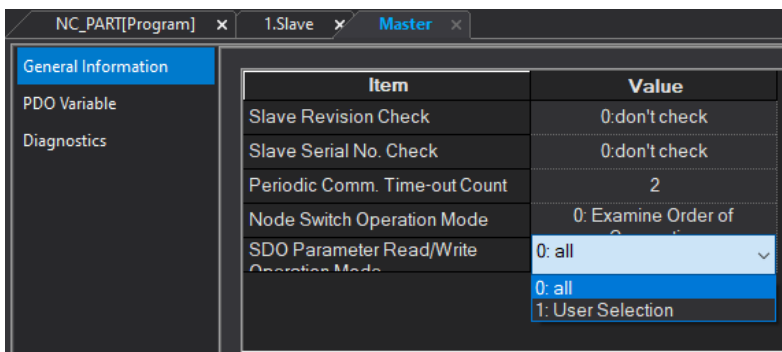 NC_PART[Program] x 1.Slave x Master x
General Information
PDO Variable
Diagnostics
Item Value
Slave Revision Check 0:don't check
Slave Serial No. Check 0:don't check
Periodic Comm. Time-out Count 2
Node Switch Operation Mode 0: Examine Order of
SDO Parameter Read/Write 0: all
Operation Mode
0: all
1: User Selection